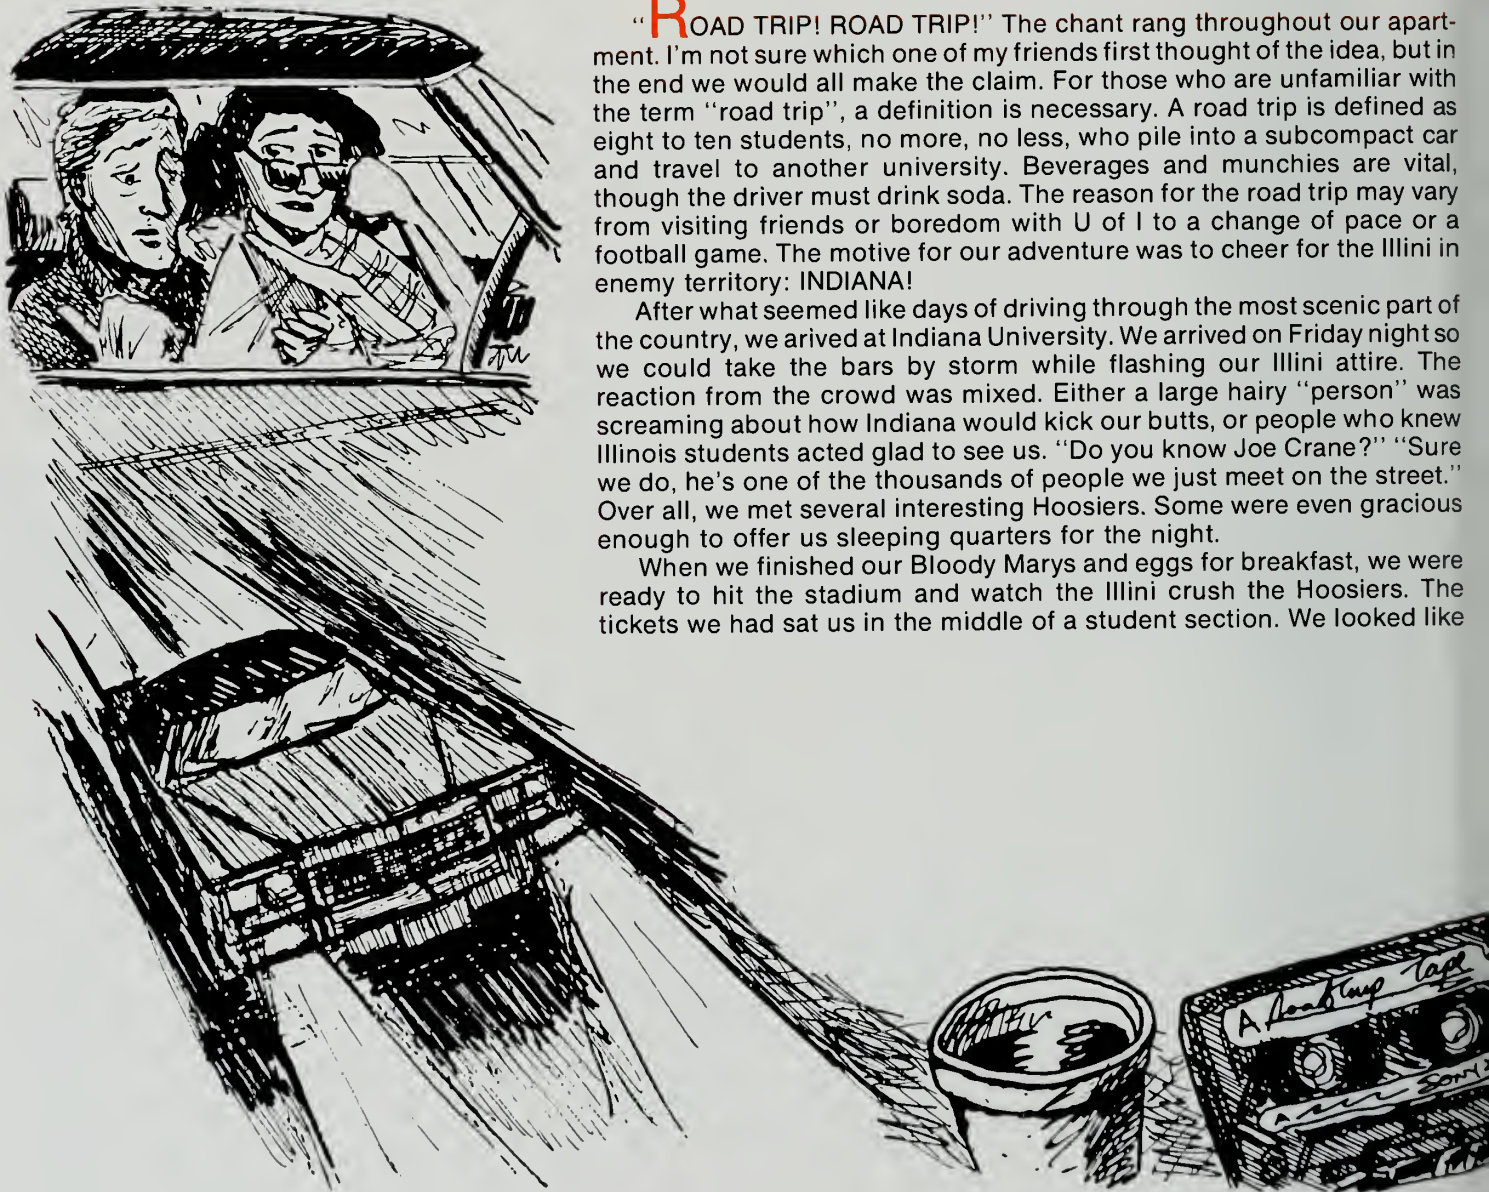 “ROAD TRIP! ROAD TRIP!” The chant rang throughout our apart-
ment. I'm not sure which one of my friends first thought of the idea, but in
the end we would all make the claim. For those who are unfamiliar with
the term “road trip”, a definition is necessary. A road trip is defined as
eight to ten students, no more, no less, who pile into a subcompact car
and travel to another university. Beverages and munchies are vital,
though the driver must drink soda. The reason for the road trip may vary
from visiting friends or boredom with U of I to a change of pace or a
football game. The motive for our adventure was to cheer for the Illini in
enemy territory: INDIANA!
After what seemed like days of driving through the most scenic part of
the country, we arived at Indiana University. We arrived on Friday night so
we could take the bars by storm while flashing our Illini attire. The
reaction from the crowd was mixed. Either a large hairy “person” was
screaming about how Indiana would kick our butts, or people who knew
Illinois students acted glad to see us. “Do you know Joe Crane?” “Sure
we do, he's one of the thousands of people we just meet on the street.”
Over all, we met several interesting Hoosiers. Some were even gracious
enough to offer us sleeping quarters for the night.
When we finished our Bloody Marys and eggs for breakfast, we were
ready to hit the stadium and watch the Illini crush the Hoosiers. The
tickets we had sat us in the middle of a student section. We looked like
A Roadtrip Tape
SONY